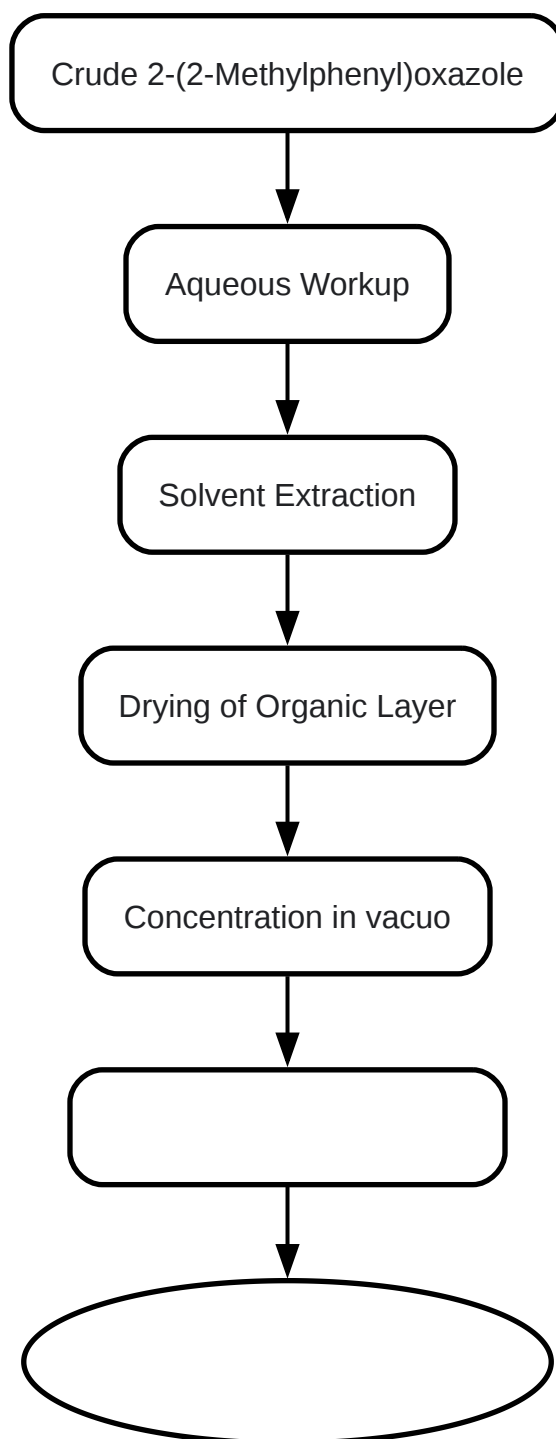 Crude 2-(2-Methylphenyl)oxazole
Aqueous Workup
Solvent Extraction
Drying of Organic Layer
Concentration in vacuo